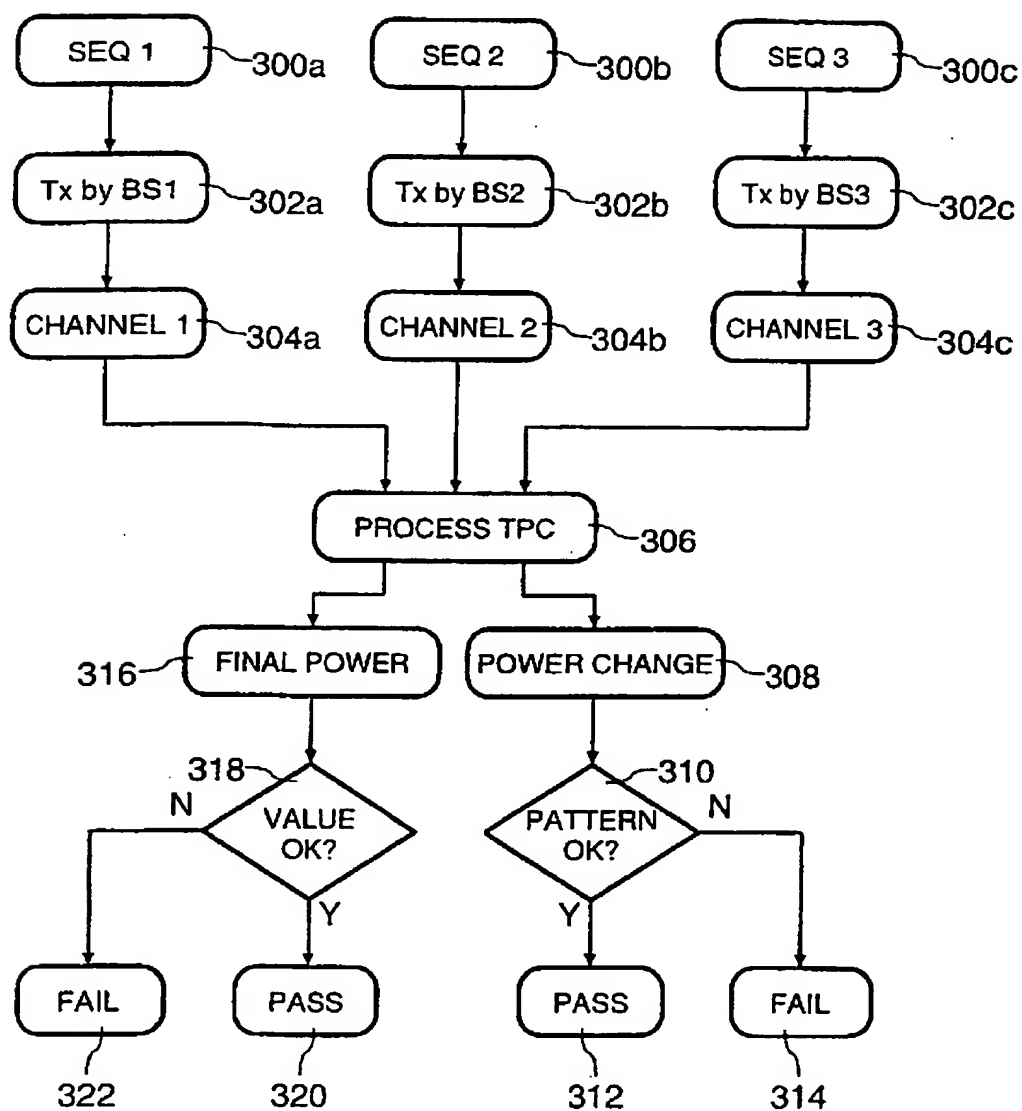 SEQ 1
300a
SEQ 2
300b
SEQ 3
300c
Tx by BS1
302a
Tx by BS2
302b
Tx by BS3
302c
CHANNEL 1
304a
CHANNEL 2
304b
CHANNEL 3
304c
PROCESS TPC
306
316
FINAL POWER
POWER CHANGE
308
318
310
N
VALUE
OK?
PATTERN
OK?
N
Y
Y
FAIL
PASS
PASS
FAIL
322
320
312
314